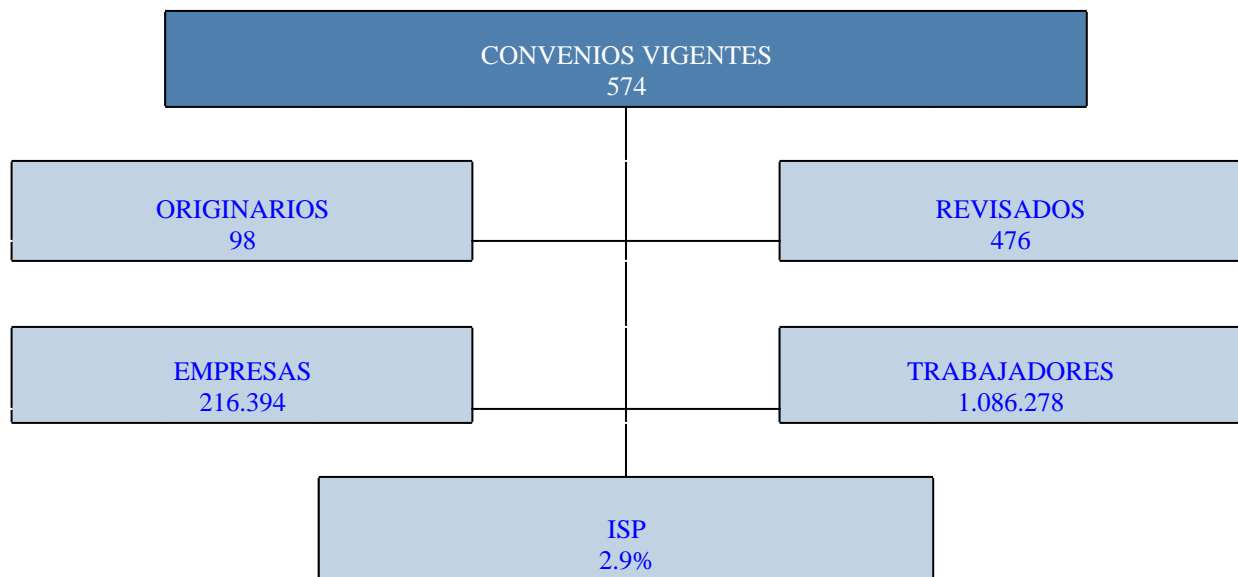 CONVENIOS VIGENTES
574
ORIGINARIOS
98
REVISADOS
476
EMPRESAS
216.394
TRABAJADORES
1.086.278
ISP
2.9%